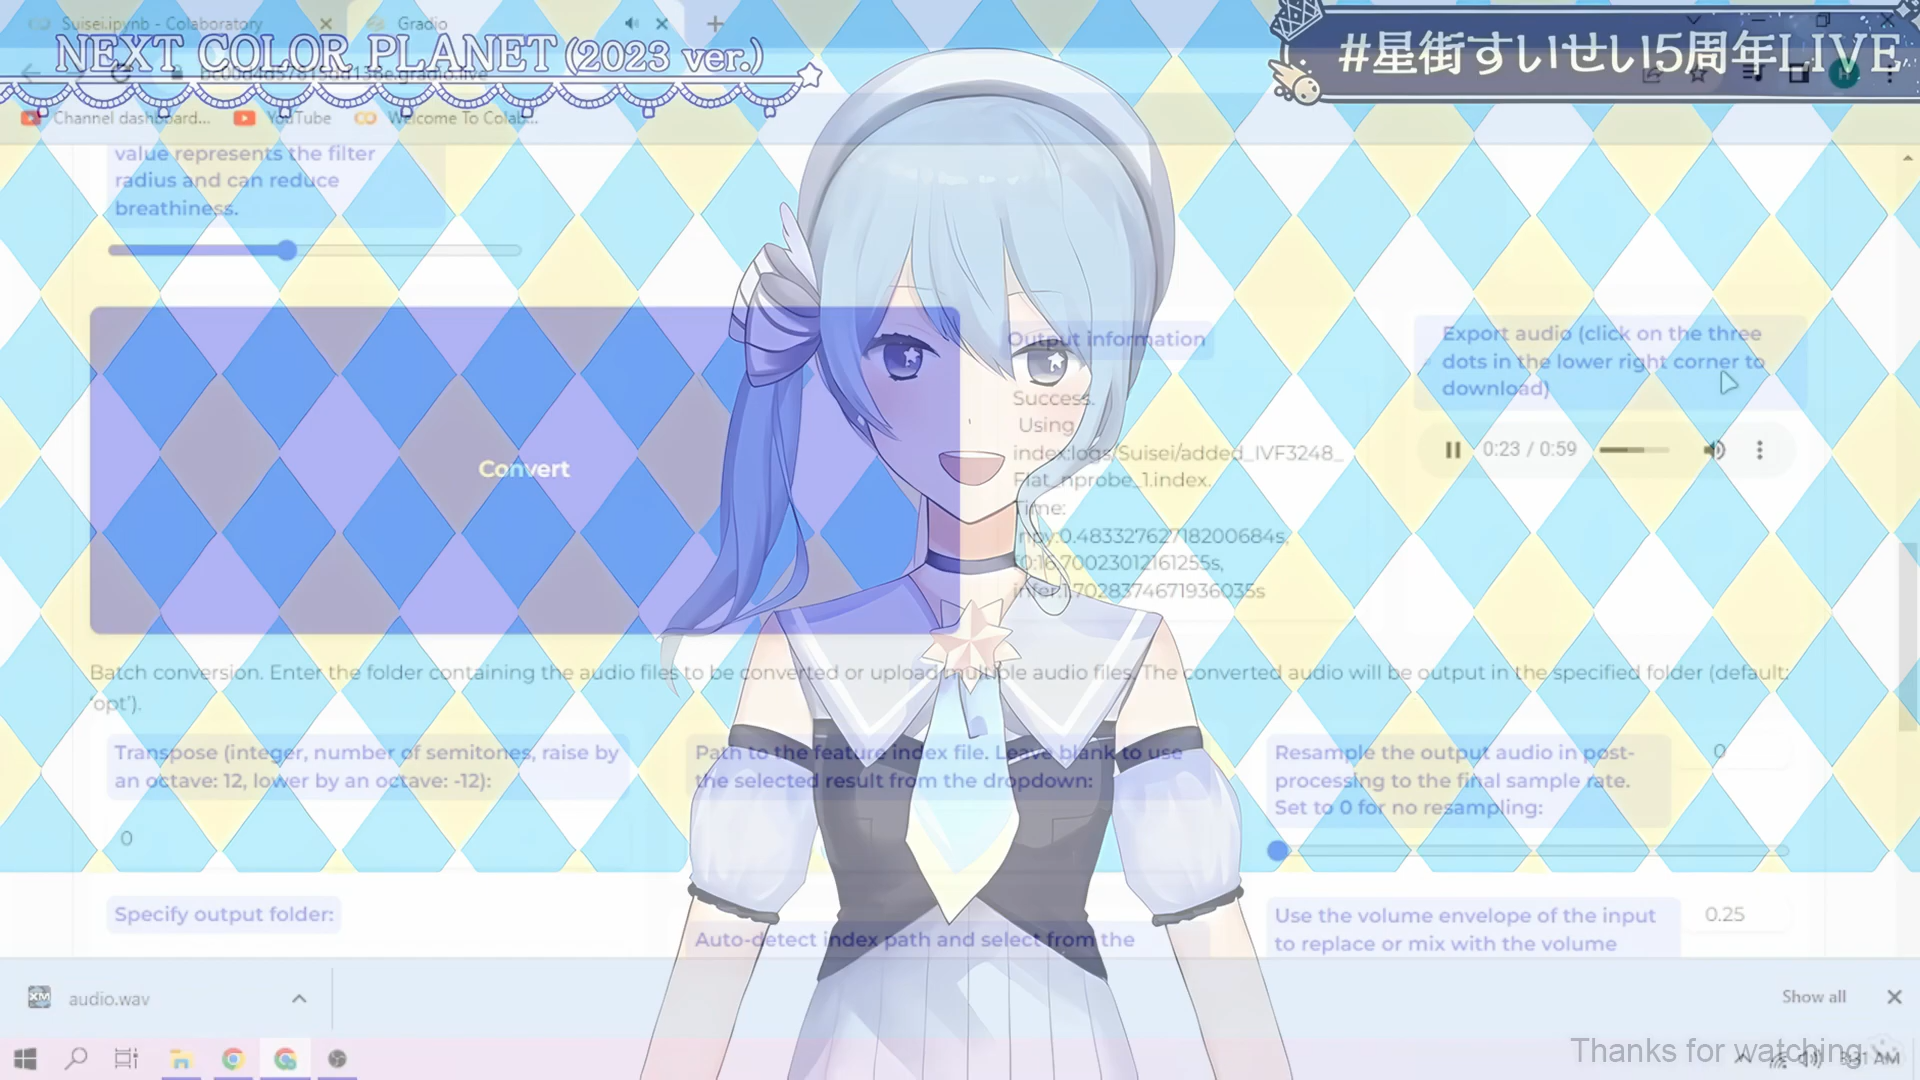 Suisei.ipynb - Colaboratory
Gradio
NEXT COLOR PLANET (2023 ver.)
#星街すいせい5周年LIVE
Channel dashboard...
YouTube
Welcome To Colab...
value represents the filter
radius and can reduce
breathiness.
Convert
Output information
Success.
Using
index:logs/Suisei/added_IVF3248_
Flat_nprobe_1.index.
Time:
npy:0.48332762718200684s,
infer:1.7028374671936035s
Export audio (click on the three
dots in the lower right corner to
download)
0:23 / 0:59
Batch conversion. Enter the folder containing the audio files to be converted or upload multiple audio files. The converted audio will be output in the specified folder (default:
'opt').
Transpose (integer, number of semitones, raise by
an octave: 12, lower by an octave: -12):
0
Specify output folder:
Path to the feature index file. Leave blank to use
the selected result from the dropdown:
Auto-detect index path and select from the
Resample the output audio in post-
processing to the final sample rate.
Set to 0 for no resampling:
0
Use the volume envelope of the input
to replace or mix with the volume
0.25
audio.wav
Show all
Thanks for watching